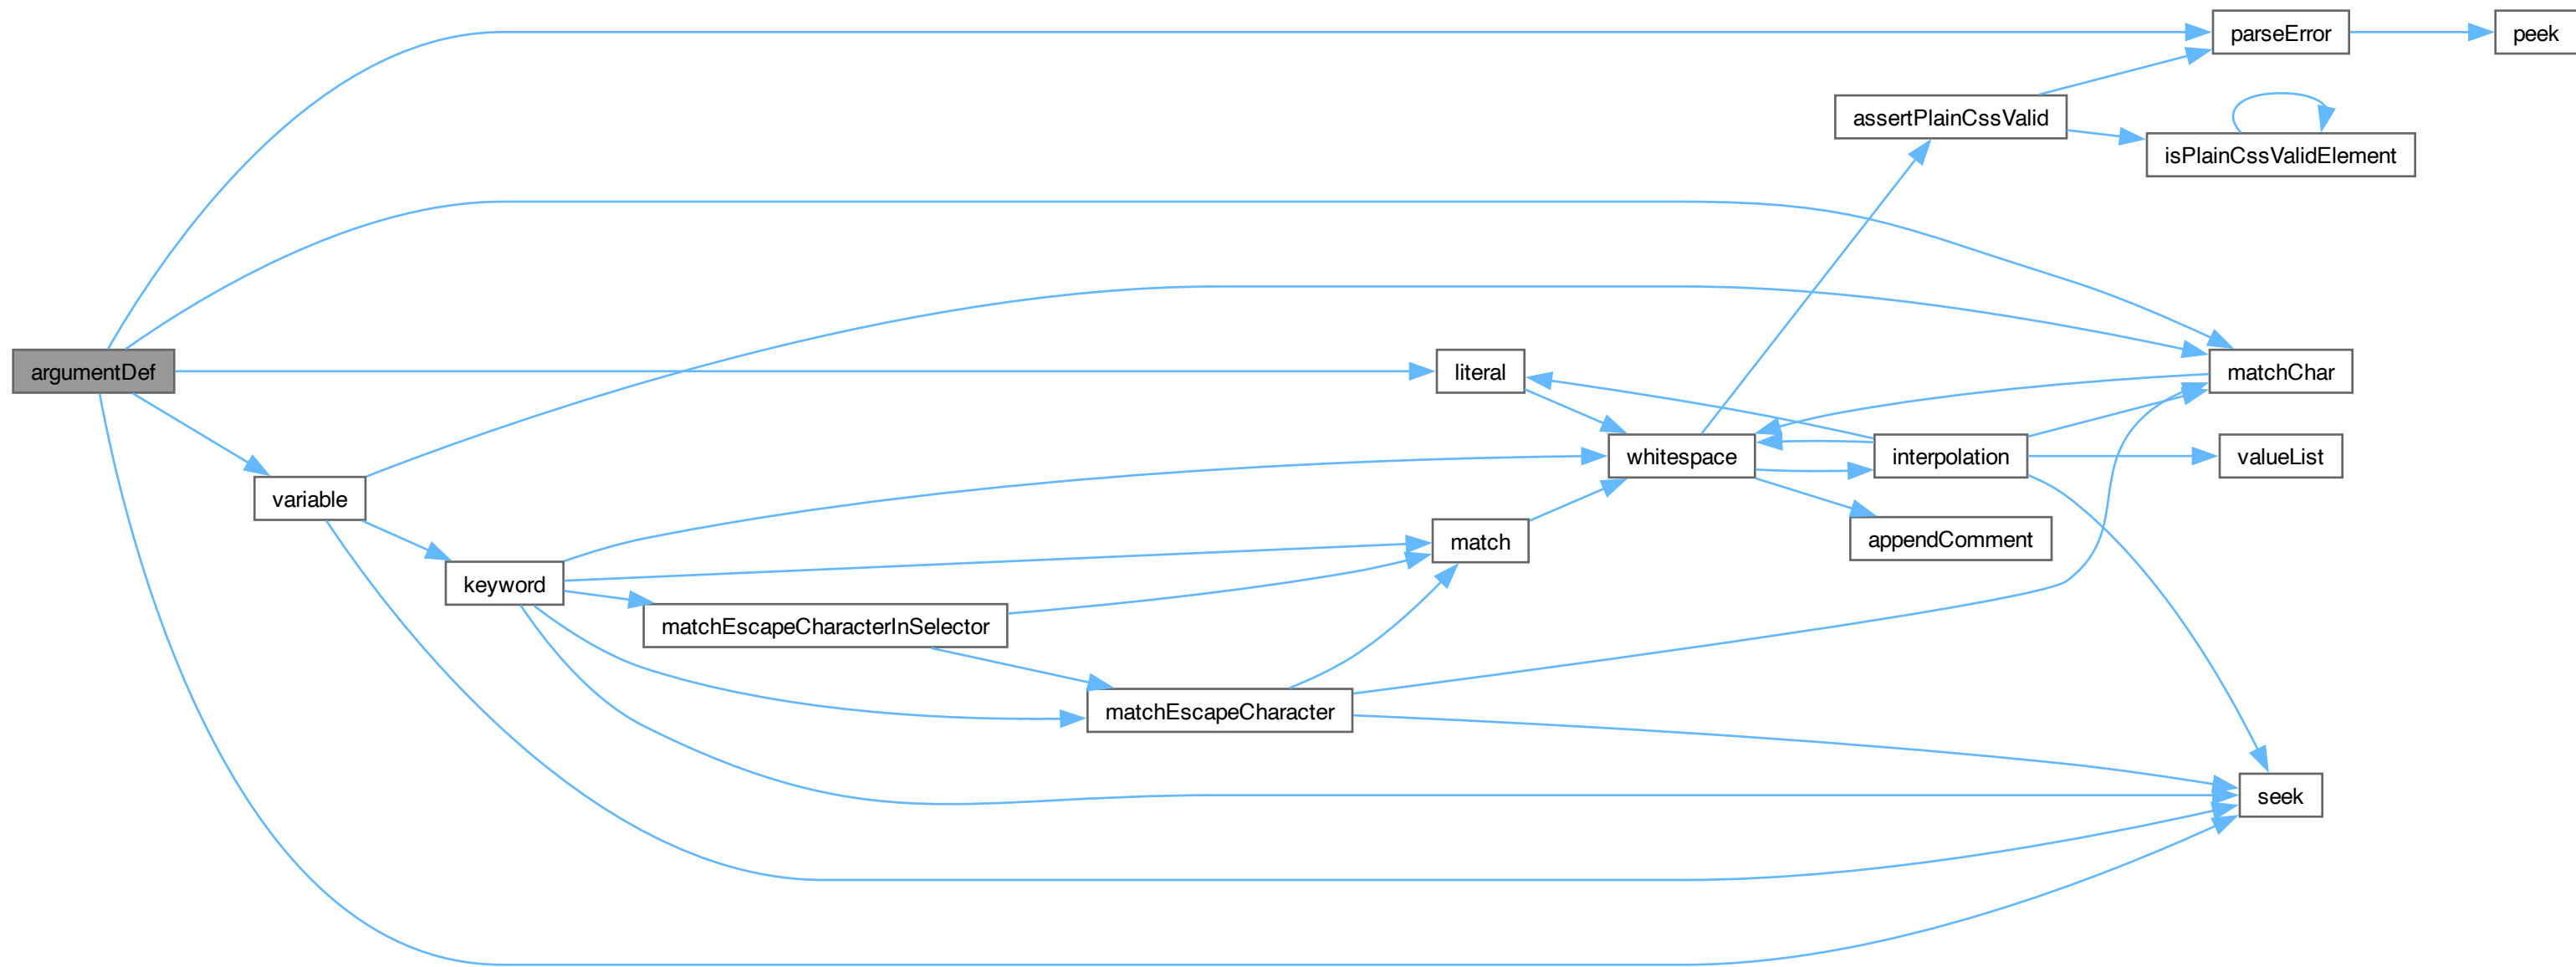 parseError
peek
assertPlainCssValid
isPlainCssValidElement
argumentDef
literal
matchChar
whitespace
interpolation
valueList
variable
match
appendComment
keyword
matchEscapeCharacterInSelector
matchEscapeCharacter
seek